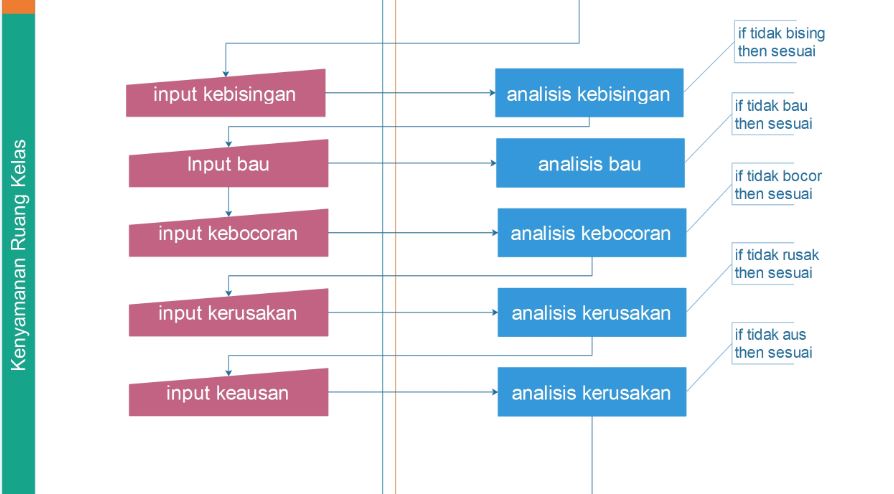 Kenyamanan Ruang Kelas
input kebisingan
analisis kebisingan
if tidak bising
then sesuai
Input bau
analisis bau
if tidak bau
then sesuai
input kebocoran
analisis kebocoran
if tidak bocor
then sesuai
input kerusakan
analisis kerusakan
if tidak rusak
then sesuai
input keausan
analisis kerusakan
if tidak aus
then sesuai